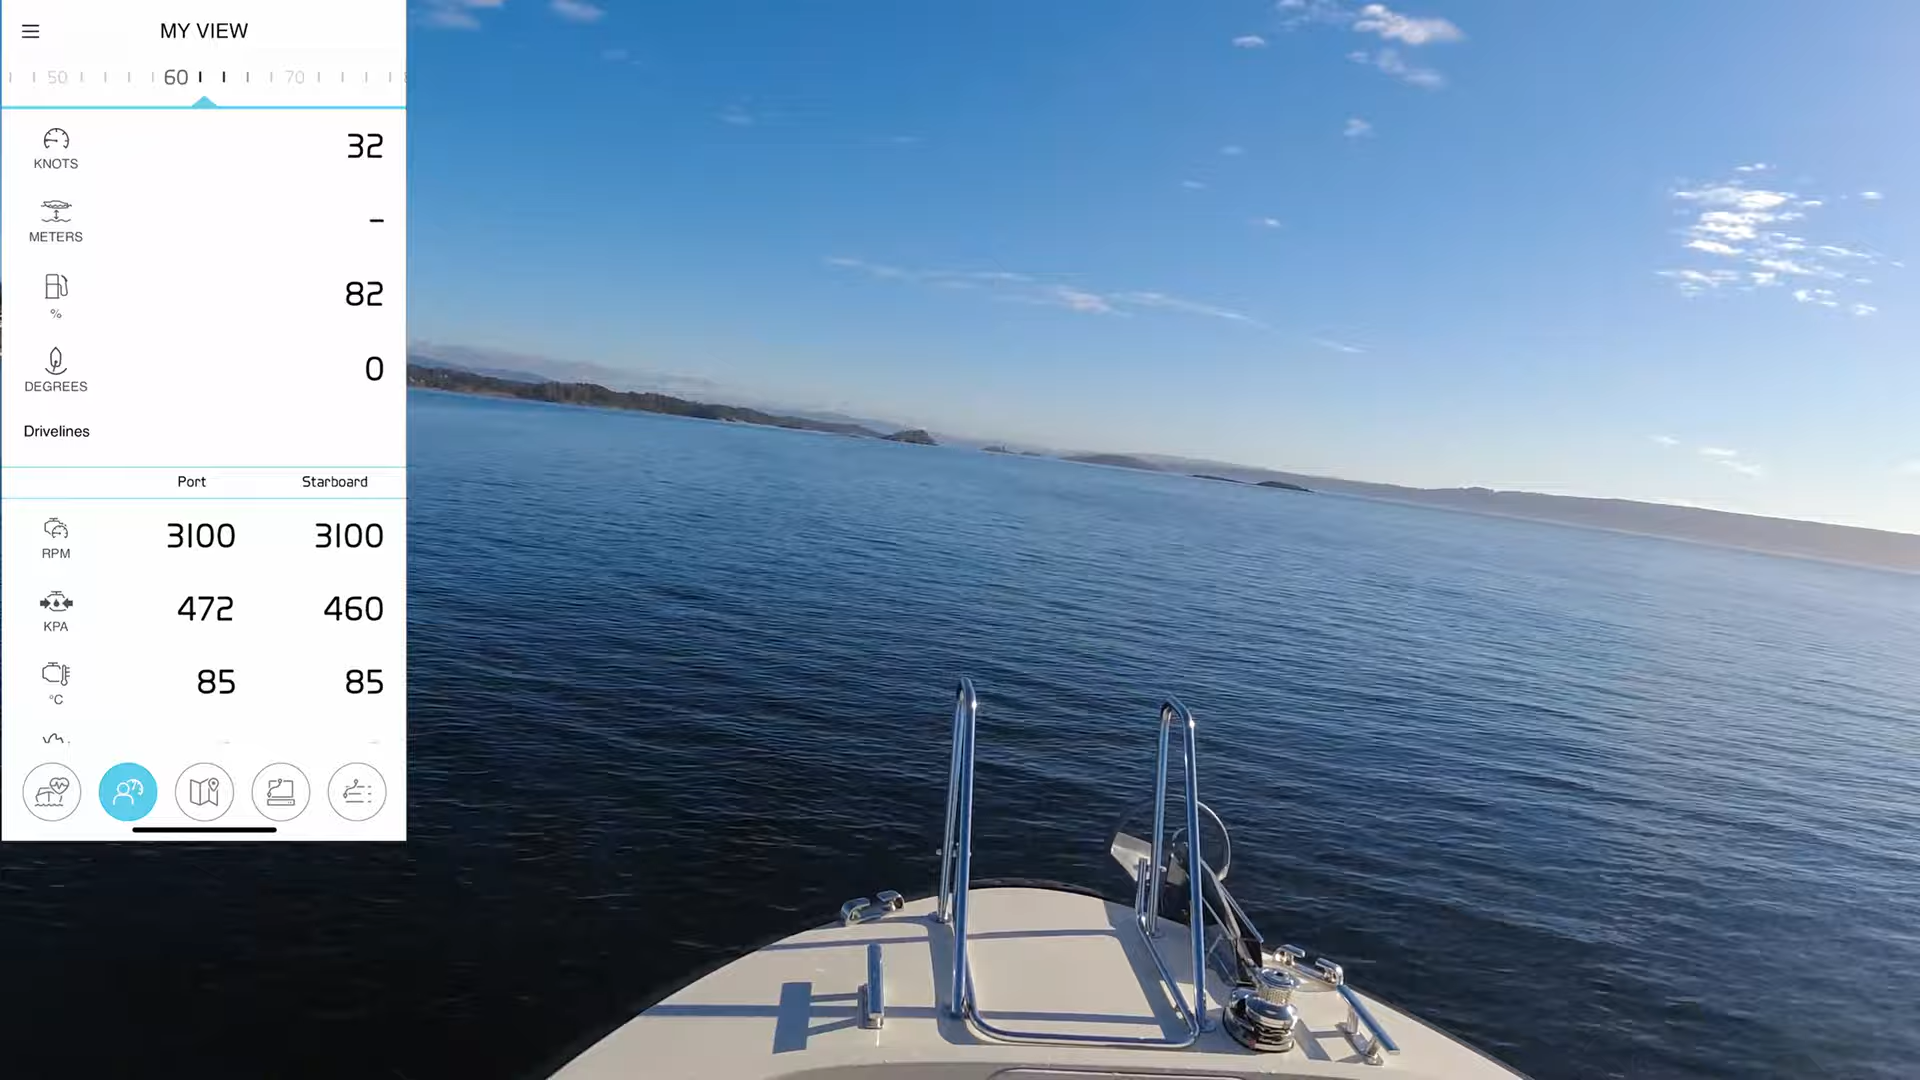 MY VIEW
50 60 70
KNOTS 32
METERS –
% 82
DEGREES 0
Drivelines
Port Starboard
RPM 3100 3100
KPA 472 460
°C 85 85